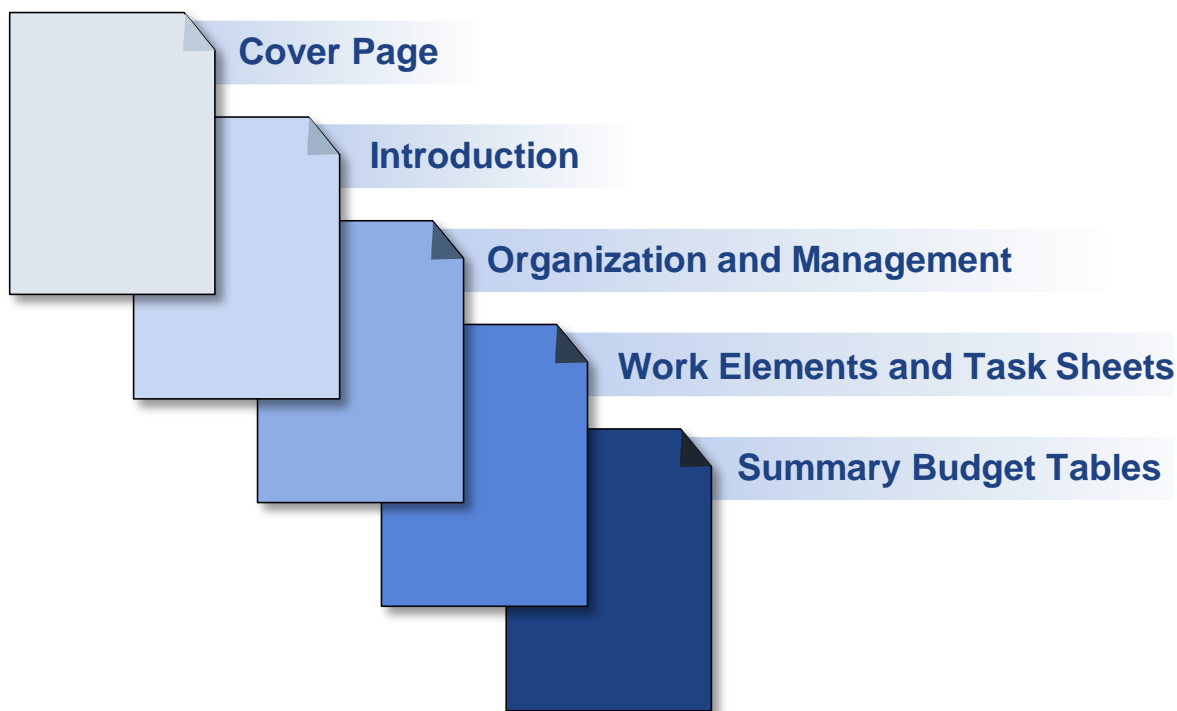 Cover Page
Introduction
Organization and Management
Work Elements and Task Sheets
Summary Budget Tables